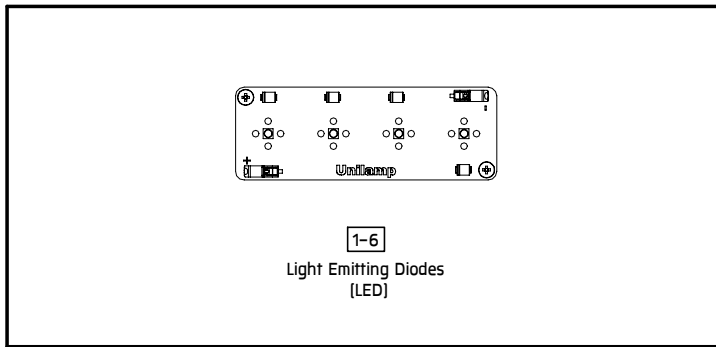 -
+
Unilamp
1-6
Light Emitting Diodes
(LED)